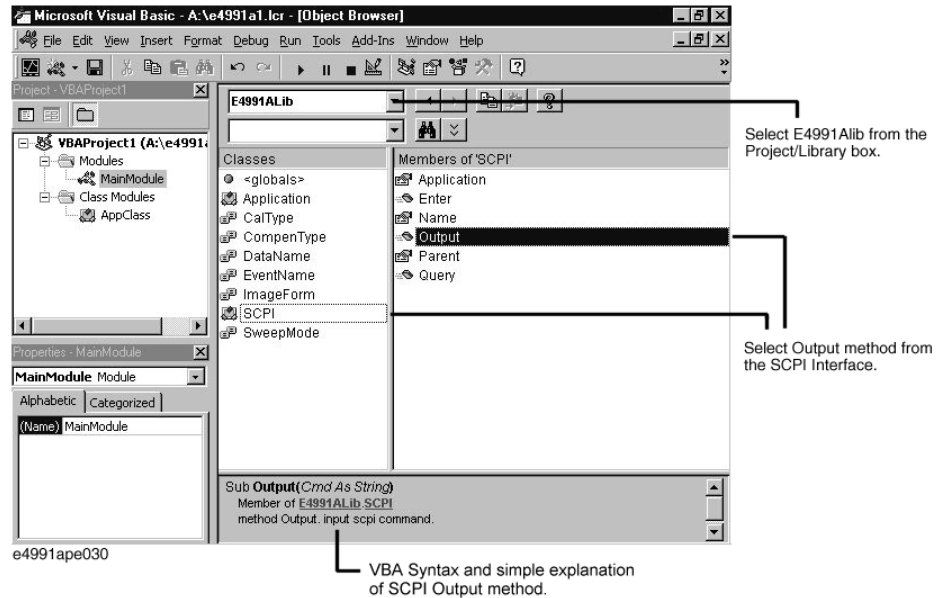 Microsoft Visual Basic - A:\e4991a1.lcr - [Object Browser]
File Edit View Insert Format Debug Run Tools Add-Ins Window Help
Project - VBAProject1
VBAProject1 (A:\e4991
Modules
MainModule
Class Modules
AppClass
Properties - MainModule
MainModule Module
Alphabetic Categorized
(Name) MainModule
E4991ALib
Classes
<globals>
Application
CalType
CompenType
DataName
EventName
ImageForm
SCPI
SweepMode
Members of 'SCPI'
Application
Enter
Name
Output
Parent
Query
Sub Output(Cmd As String)
Member of E4991ALib.SCPI
method Output. input scpi command.
Select E4991Alib from the
Project/Library box.
Select Output method from
the SCPI Interface.
e4991ape030
VBA Syntax and simple explanation
of SCPI Output method.